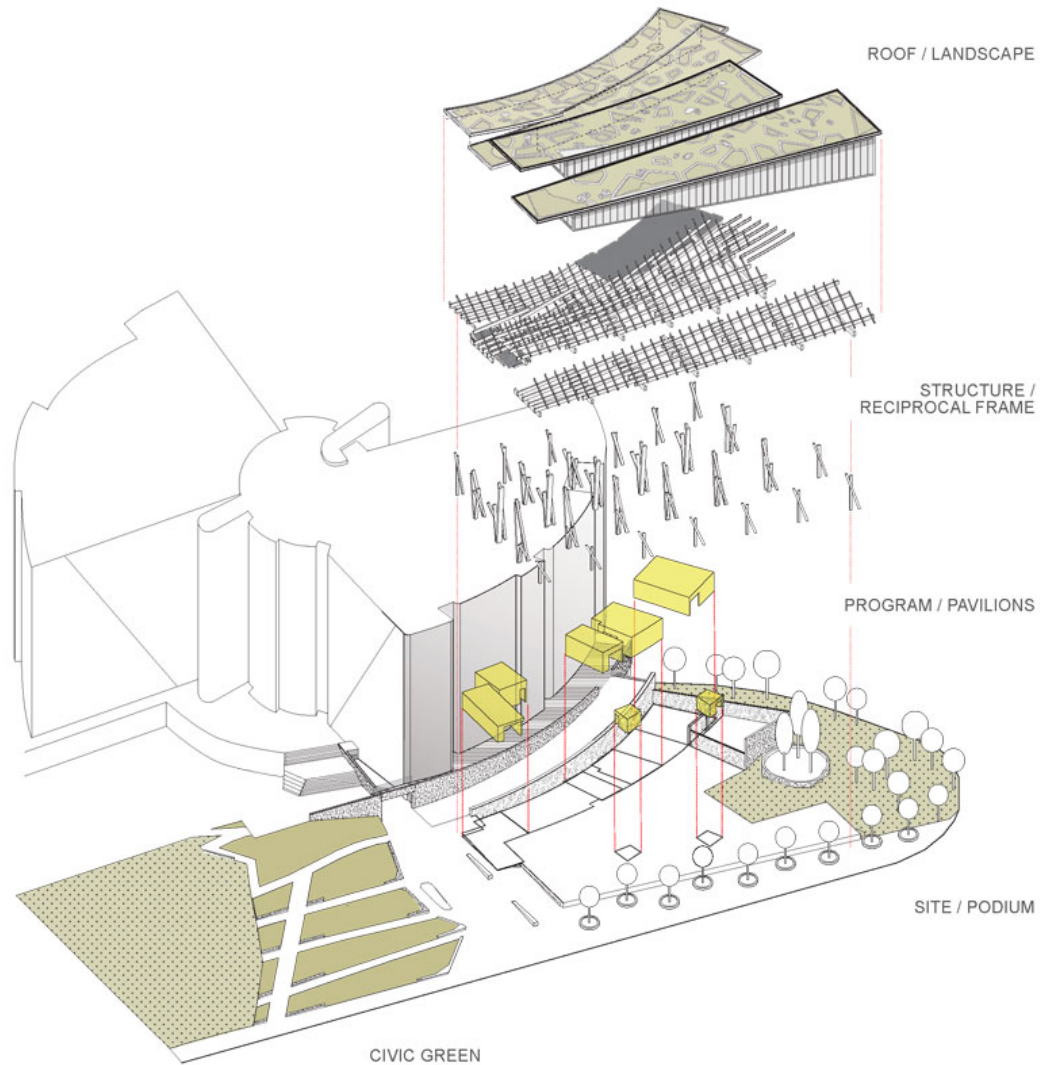 ROOF / LANDSCAPE
STRUCTURE /
RECIPROCAL FRAME
PROGRAM / PAVILIONS
SITE / PODIUM
CIVIC GREEN